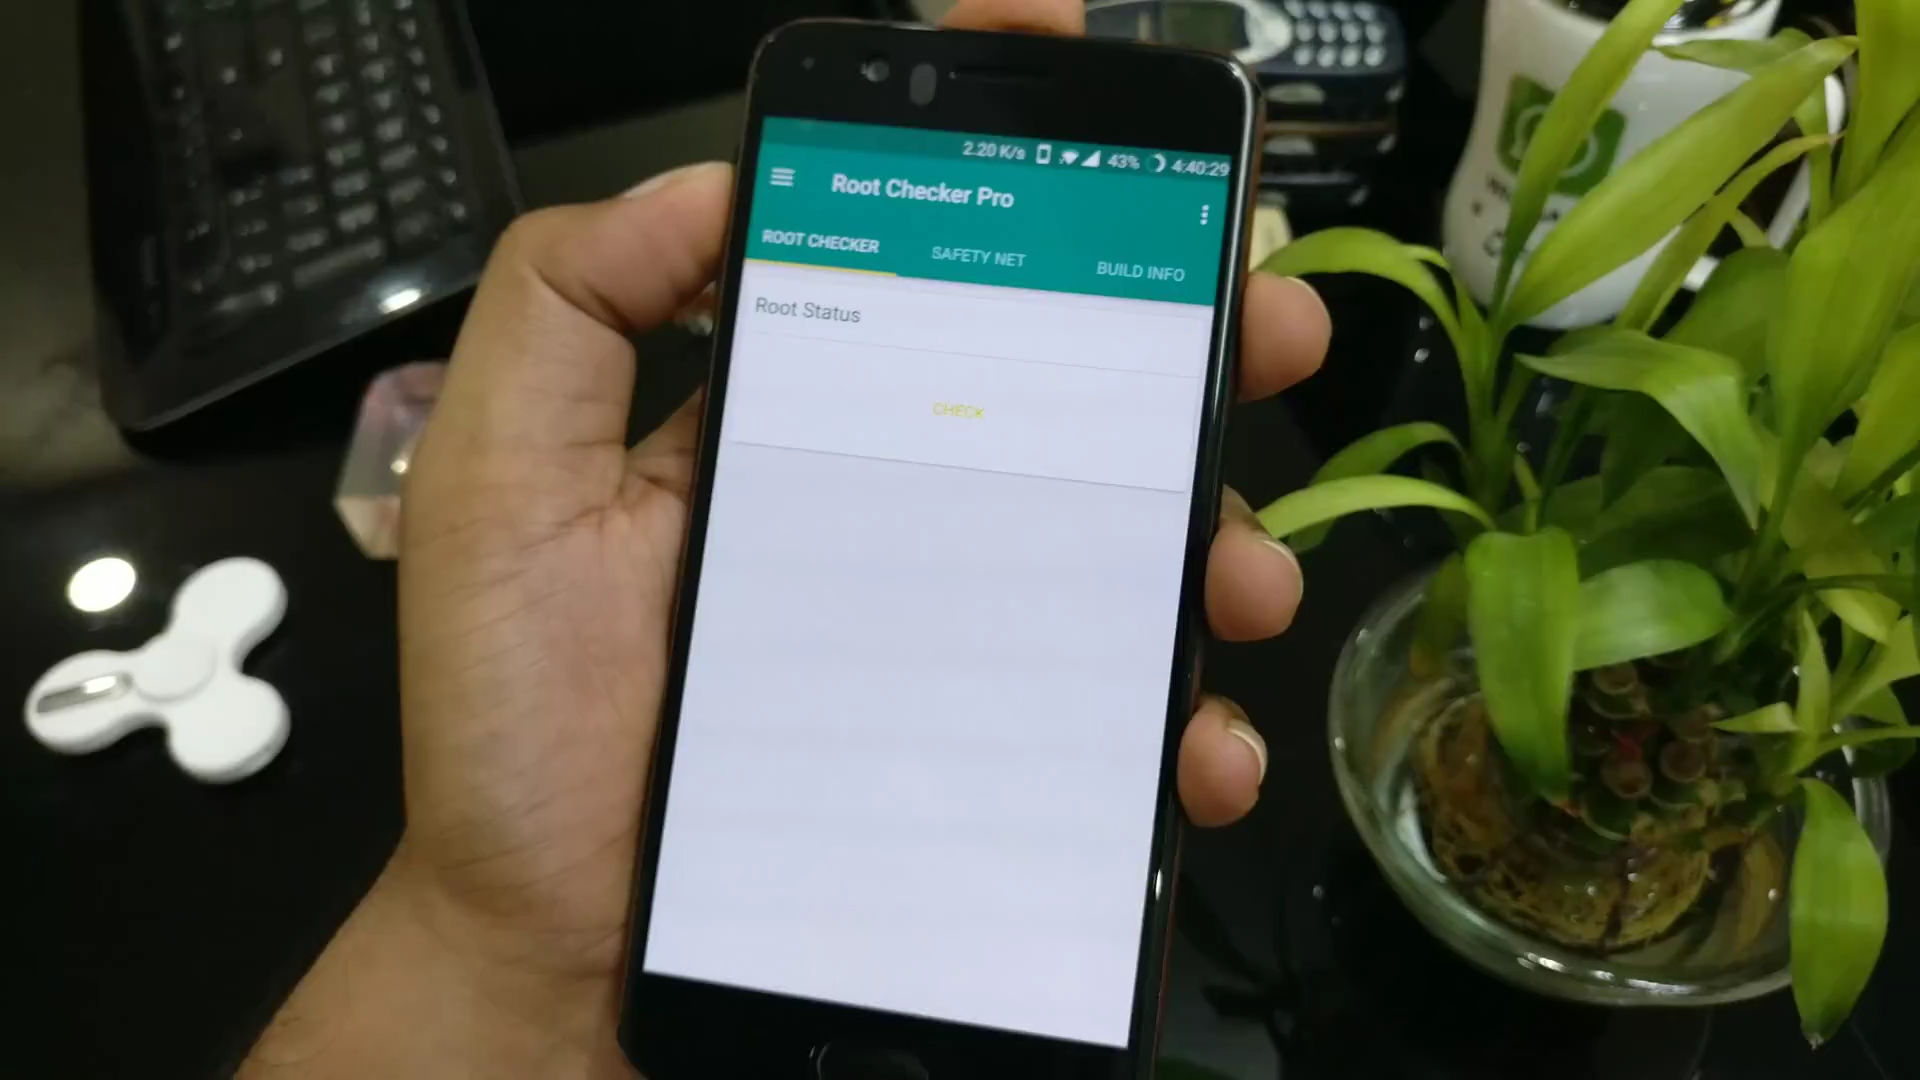 2.20 K/s 43% 4:40:29
Root Checker Pro
ROOT CHECKER SAFETY NET BUILD INFO
Root Status
CHECK